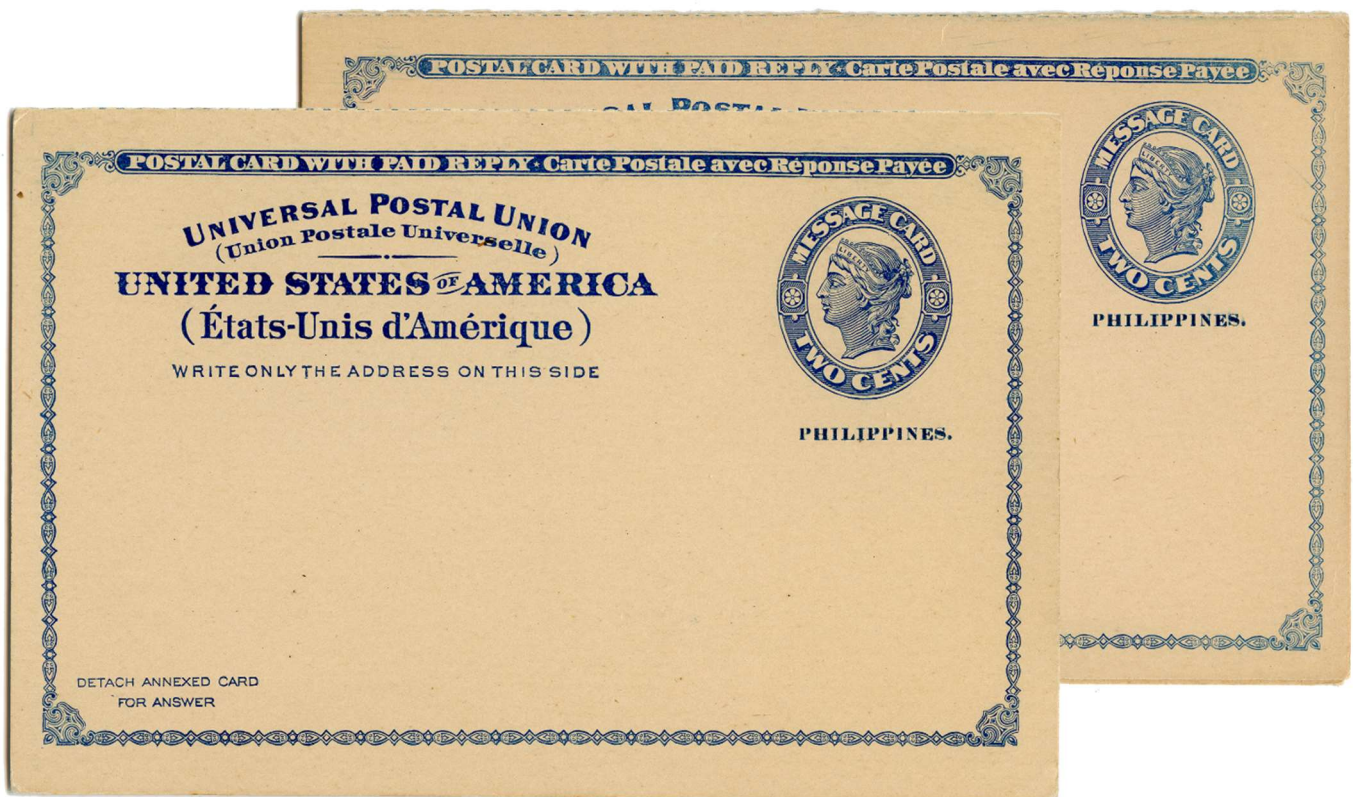 POSTAL CARD WITH PAID REPLY · Carte Postale avec Réponse Payée
MESSAGE CARD
LIBERTY
TWO CENTS
PHILIPPINES.
POSTAL CARD WITH PAID REPLY · Carte Postale avec Réponse Payée
UNIVERSAL POSTAL UNION
(Union Postale Universelle)
UNITED STATES OF AMERICA
(États-Unis d'Amérique)
WRITE ONLY THE ADDRESS ON THIS SIDE
MESSAGE CARD
LIBERTY
TWO CENTS
PHILIPPINES.
DETACH ANNEXED CARD
FOR ANSWER